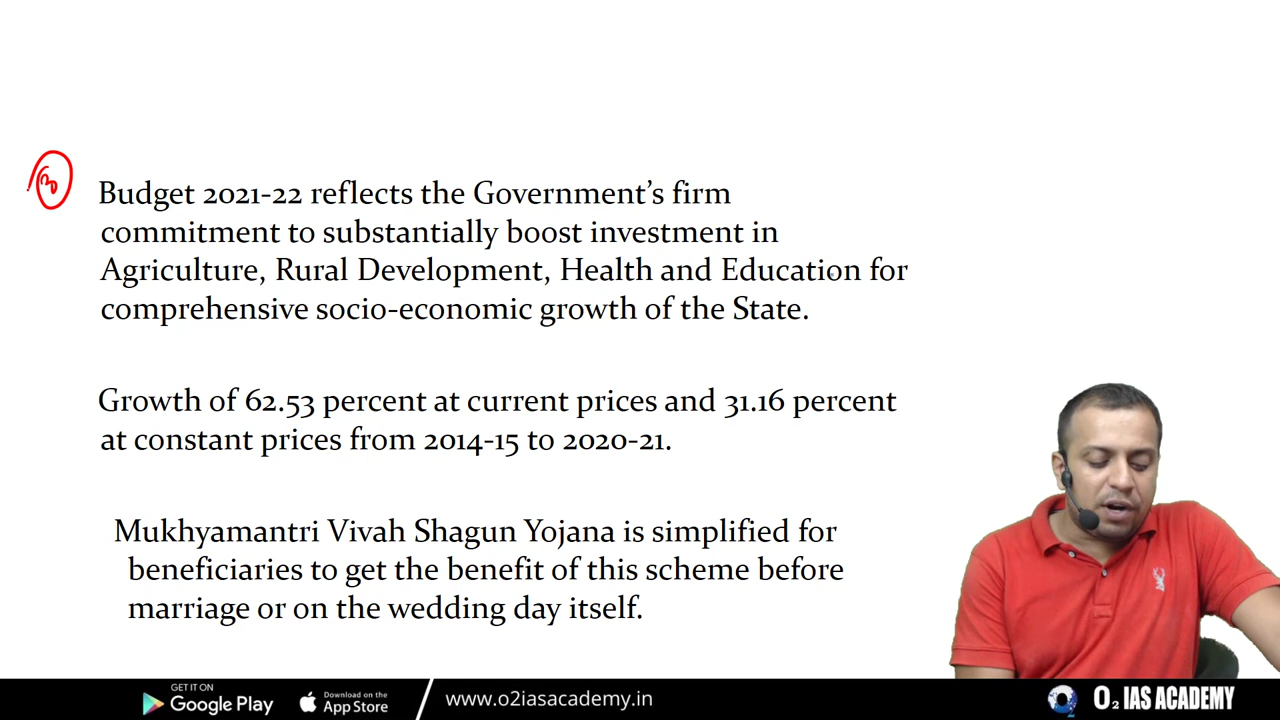 Budget 2021-22 reflects the Government's firm
commitment to substantially boost investment in
Agriculture, Rural Development, Health and Education for
comprehensive socio-economic growth of the State.
Growth of 62.53 percent at current prices and 31.16 percent
at constant prices from 2014-15 to 2020-21.
Mukhyamantri Vivah Shagun Yojana is simplified for
beneficiaries to get the benefit of this scheme before
marriage or on the wedding day itself.
GET IT ON
Google Play
Download on the
App Store
www.o2iasacademy.in
O2 IAS ACADEMY